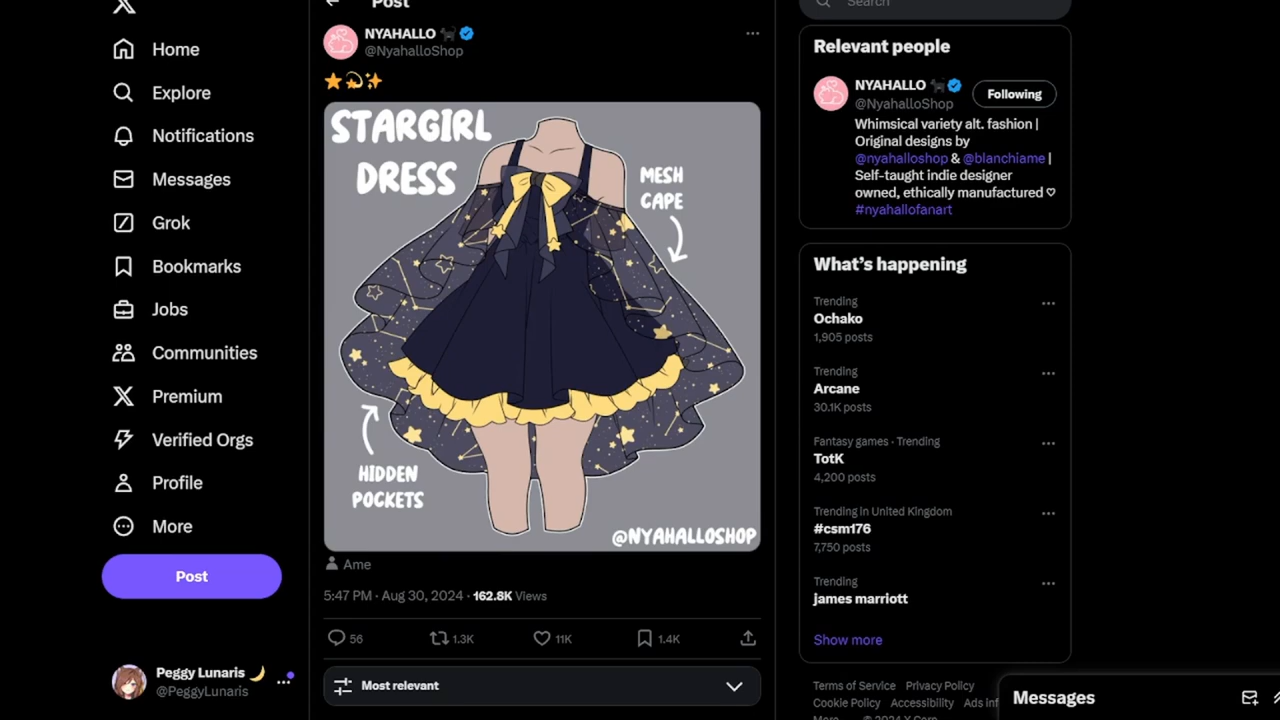 Home
Explore
Notifications
Messages
Grok
Bookmarks
Jobs
Communities
Premium
Verified Orgs
Profile
More
Post
Peggy Lunaris 🌙
@PeggyLunaris
Post
NYAHALLO 🐈‍⬛
@NyahalloShop
⭐💫✨
STARGIRL
DRESS
MESH
CAPE
HIDDEN
POCKETS
@NYAHALLOSHOP
Ame
5:47 PM · Aug 30, 2024 · 162.8K Views
56
1.3K
11K
1.4K
Most relevant
Search
Relevant people
NYAHALLO 🐈‍⬛
@NyahalloShop
Following
Whimsical variety alt. fashion |
Original designs by
@nyahalloshop & @blanchiame |
Self-taught indie designer
owned, ethically manufactured ♡
#nyahallofanart
What's happening
Trending
Ochako
1,905 posts
Trending
Arcane
30.1K posts
Fantasy games · Trending
TotK
4,200 posts
Trending in United Kingdom
#csm176
7,750 posts
Trending
james marriott
Show more
Terms of Service Privacy Policy
Cookie Policy Accessibility Ads inf
More © 2024 X Corp
Messages